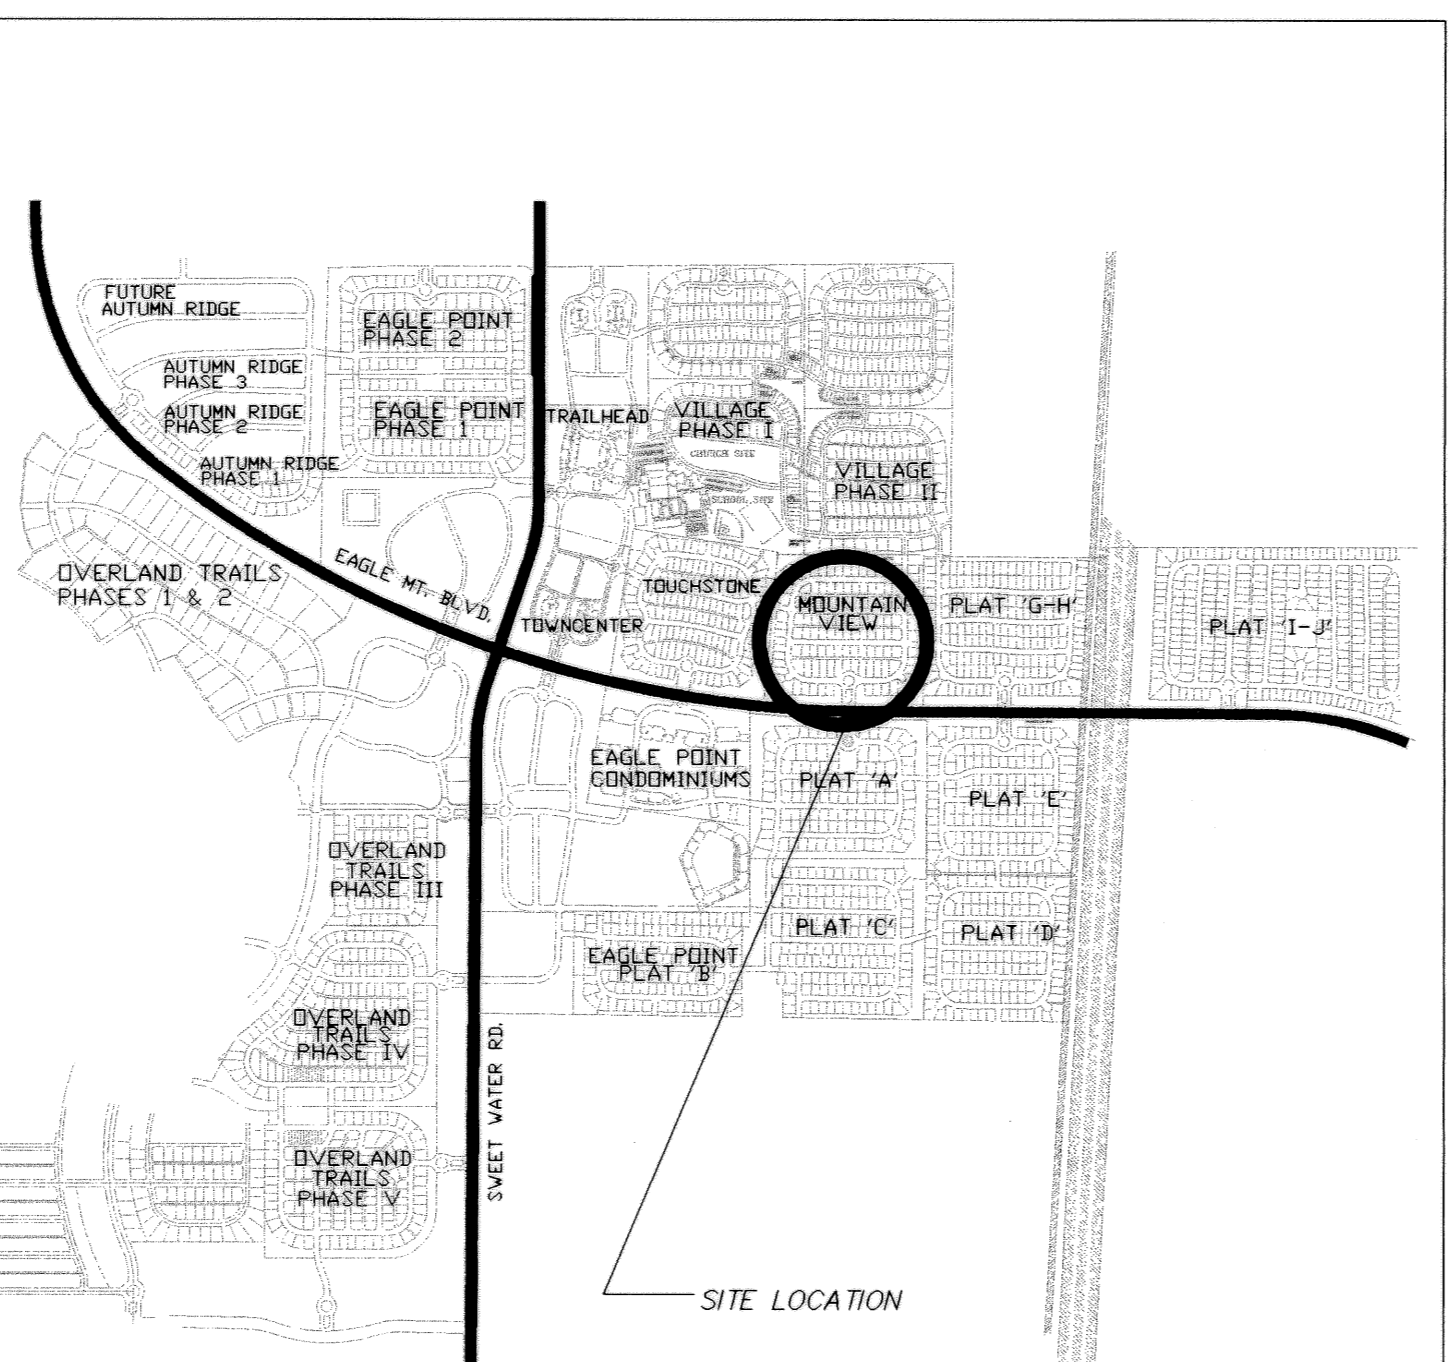 FUTURE
AUTUMN RIDGE
EAGLE POINT
PHASE 2
AUTUMN RIDGE
PHASE 3
AUTUMN RIDGE
PHASE 2
EAGLE POINT
PHASE 1
TRAILHEAD
VILLAGE
PHASE I
CHURCH SITE
AUTUMN RIDGE
PHASE 1
VILLAGE
PHASE II
SCHOOL SITE
OVERLAND TRAILS
PHASES 1 & 2
EAGLE MT. BLVD.
TOWNCENTER
TOUCHSTONE
MOUNTAIN
VIEW
PLAT 'G-H'
PLAT 'I-J'
EAGLE POINT
CONDOMINIUMS
PLAT 'A'
PLAT 'E'
OVERLAND
TRAILS
PHASE III
PLAT 'C'
PLAT 'D'
EAGLE POINT
PLAT 'B'
OVERLAND
TRAILS
PHASE IV
SWEET WATER RD.
OVERLAND
TRAILS
PHASE V
SITE LOCATION